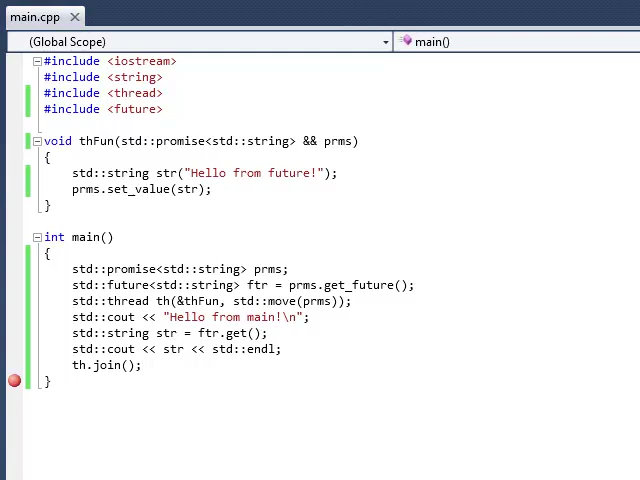 main.cpp
(Global Scope) main()
#include <iostream>
#include <string>
#include <thread>
#include <future>
void thFun(std::promise<std::string> && prms)
{
std::string str("Hello from future!");
prms.set_value(str);
}
int main()
{
std::promise<std::string> prms;
std::future<std::string> ftr = prms.get_future();
std::thread th(&thFun, std::move(prms));
std::cout << "Hello from main!\n";
std::string str = ftr.get();
std::cout << str << std::endl;
th.join();
}